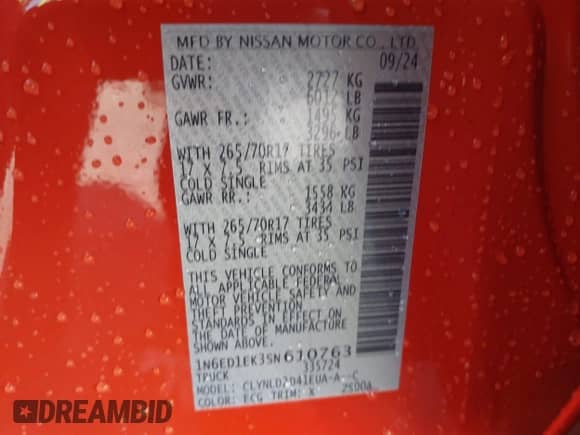 MFD BY NISSAN MOTOR CO., LTD.
DATE: 09/24
GVWR: 2727 KG
6012 LB
GAWR FR.: 1495 KG
3296 LB
WITH 265/70R17 TIRES
17 X 7.5 RIMS AT 35 PSI
COLD SINGLE
GAWR RR.: 1558 KG
3434 LB
WITH 265/70R17 TIRES
17 X 7.5 RIMS AT 35 PSI
COLD SINGLE
THIS VEHICLE CONFORMS TO
ALL APPLICABLE FEDERAL
MOTOR VEHICLE SAFETY AND
THEFT PREVENTION
STANDARDS IN EFFECT ON
THE DATE OF MANUFACTURE
SHOWN ABOVE.
1N6ED1EK3SN610763
TRUCK 335724
MODEL:
COLOR: ECG TRIM: X 2500A
DREAMBID
DREAMBID